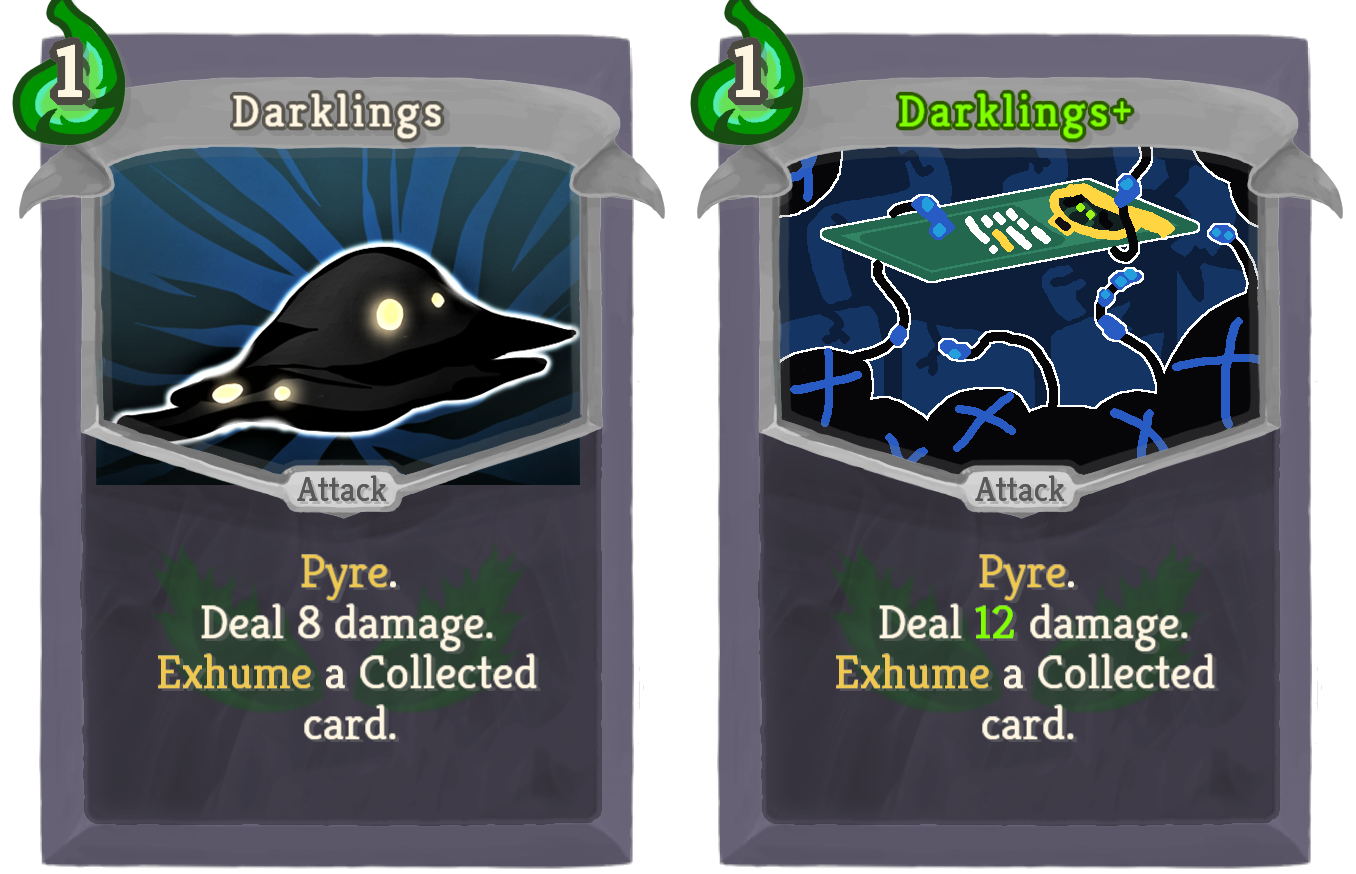 1
Darklings
Attack
Pyre.
Deal 8 damage.
Exhume a Collected
card.
1
Darklings+
Attack
Pyre.
Deal 12 damage.
Exhume a Collected
card.